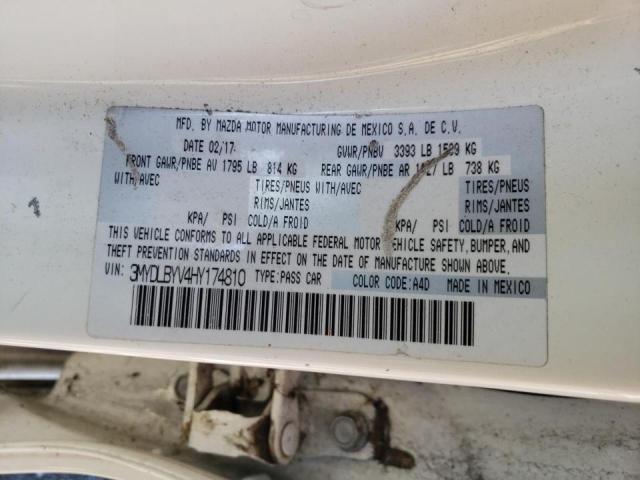 MFD. BY MAZDA MOTOR MANUFACTURING DE MEXICO S.A. DE C.V.
DATE 02/17 GVWR/PNBV 3393 LB 1539 KG
FRONT GAWR/PNBE AV 1795 LB 814 KG REAR GAWR/PNBE AR LB 738 KG
WITH/AVEC TIRES/PNEUS WITH/AVEC TIRES/PNEUS
RIMS/JANTES RIMS/JANTES
KPA/ PSI COLD/A FROID KPA/ PSI COLD/A FROID
THIS VEHICLE CONFORMS TO ALL APPLICABLE FEDERAL MOTOR VEHICLE SAFETY, BUMPER, AND
THEFT PREVENTION STANDARDS IN EFFECT ON THE DATE OF MANUFACTURE SHOWN ABOVE.
VIN: 3MYDLBYV4HY174810 TYPE:PASS CAR COLOR CODE:A4D MADE IN MEXICO